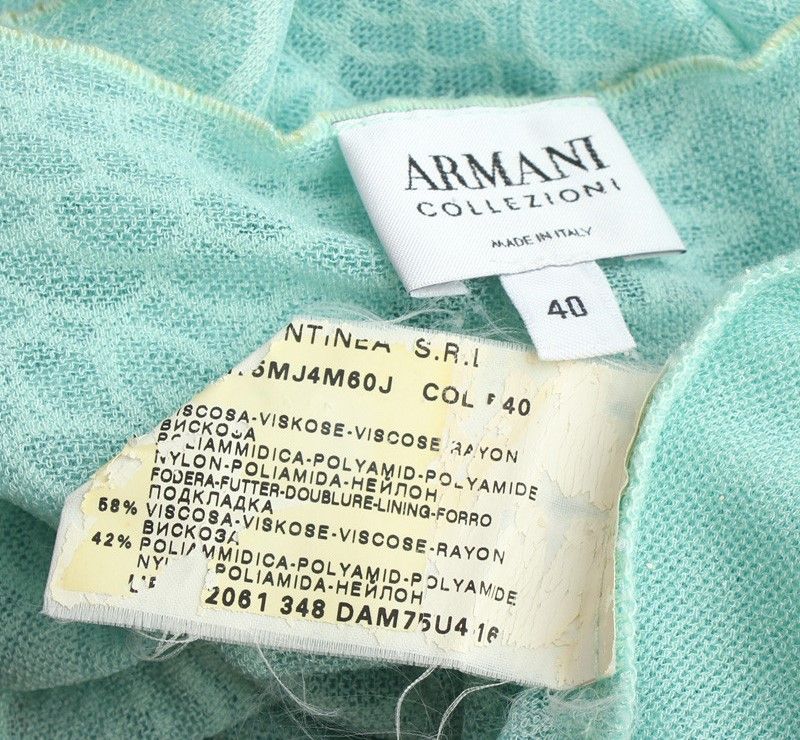 ARMANI
COLLEZIONI
MADE IN ITALY
40
S.R.L
SMJ4M60J COL 40
VISCOSA-VISKOSE-VISCOSE-RAYON
ВИСКОЗА
POLIAMMIDICA-POLYAMID-POLYAMIDE
NYLON-POLIAMIDA-НЕЙЛОН
FODERA-FUTTER-DOUBLURE-LINING-FORRO
ПОДКЛАДКА
58% VISCOSA-VISKOSE-VISCOSE-RAYON
ВИСКОЗА
42% POLIAMMIDICA-POLYAMID-POLYAMIDE
POLIAMIDA-НЕЙЛОН
2061 348 DAM75U4 16